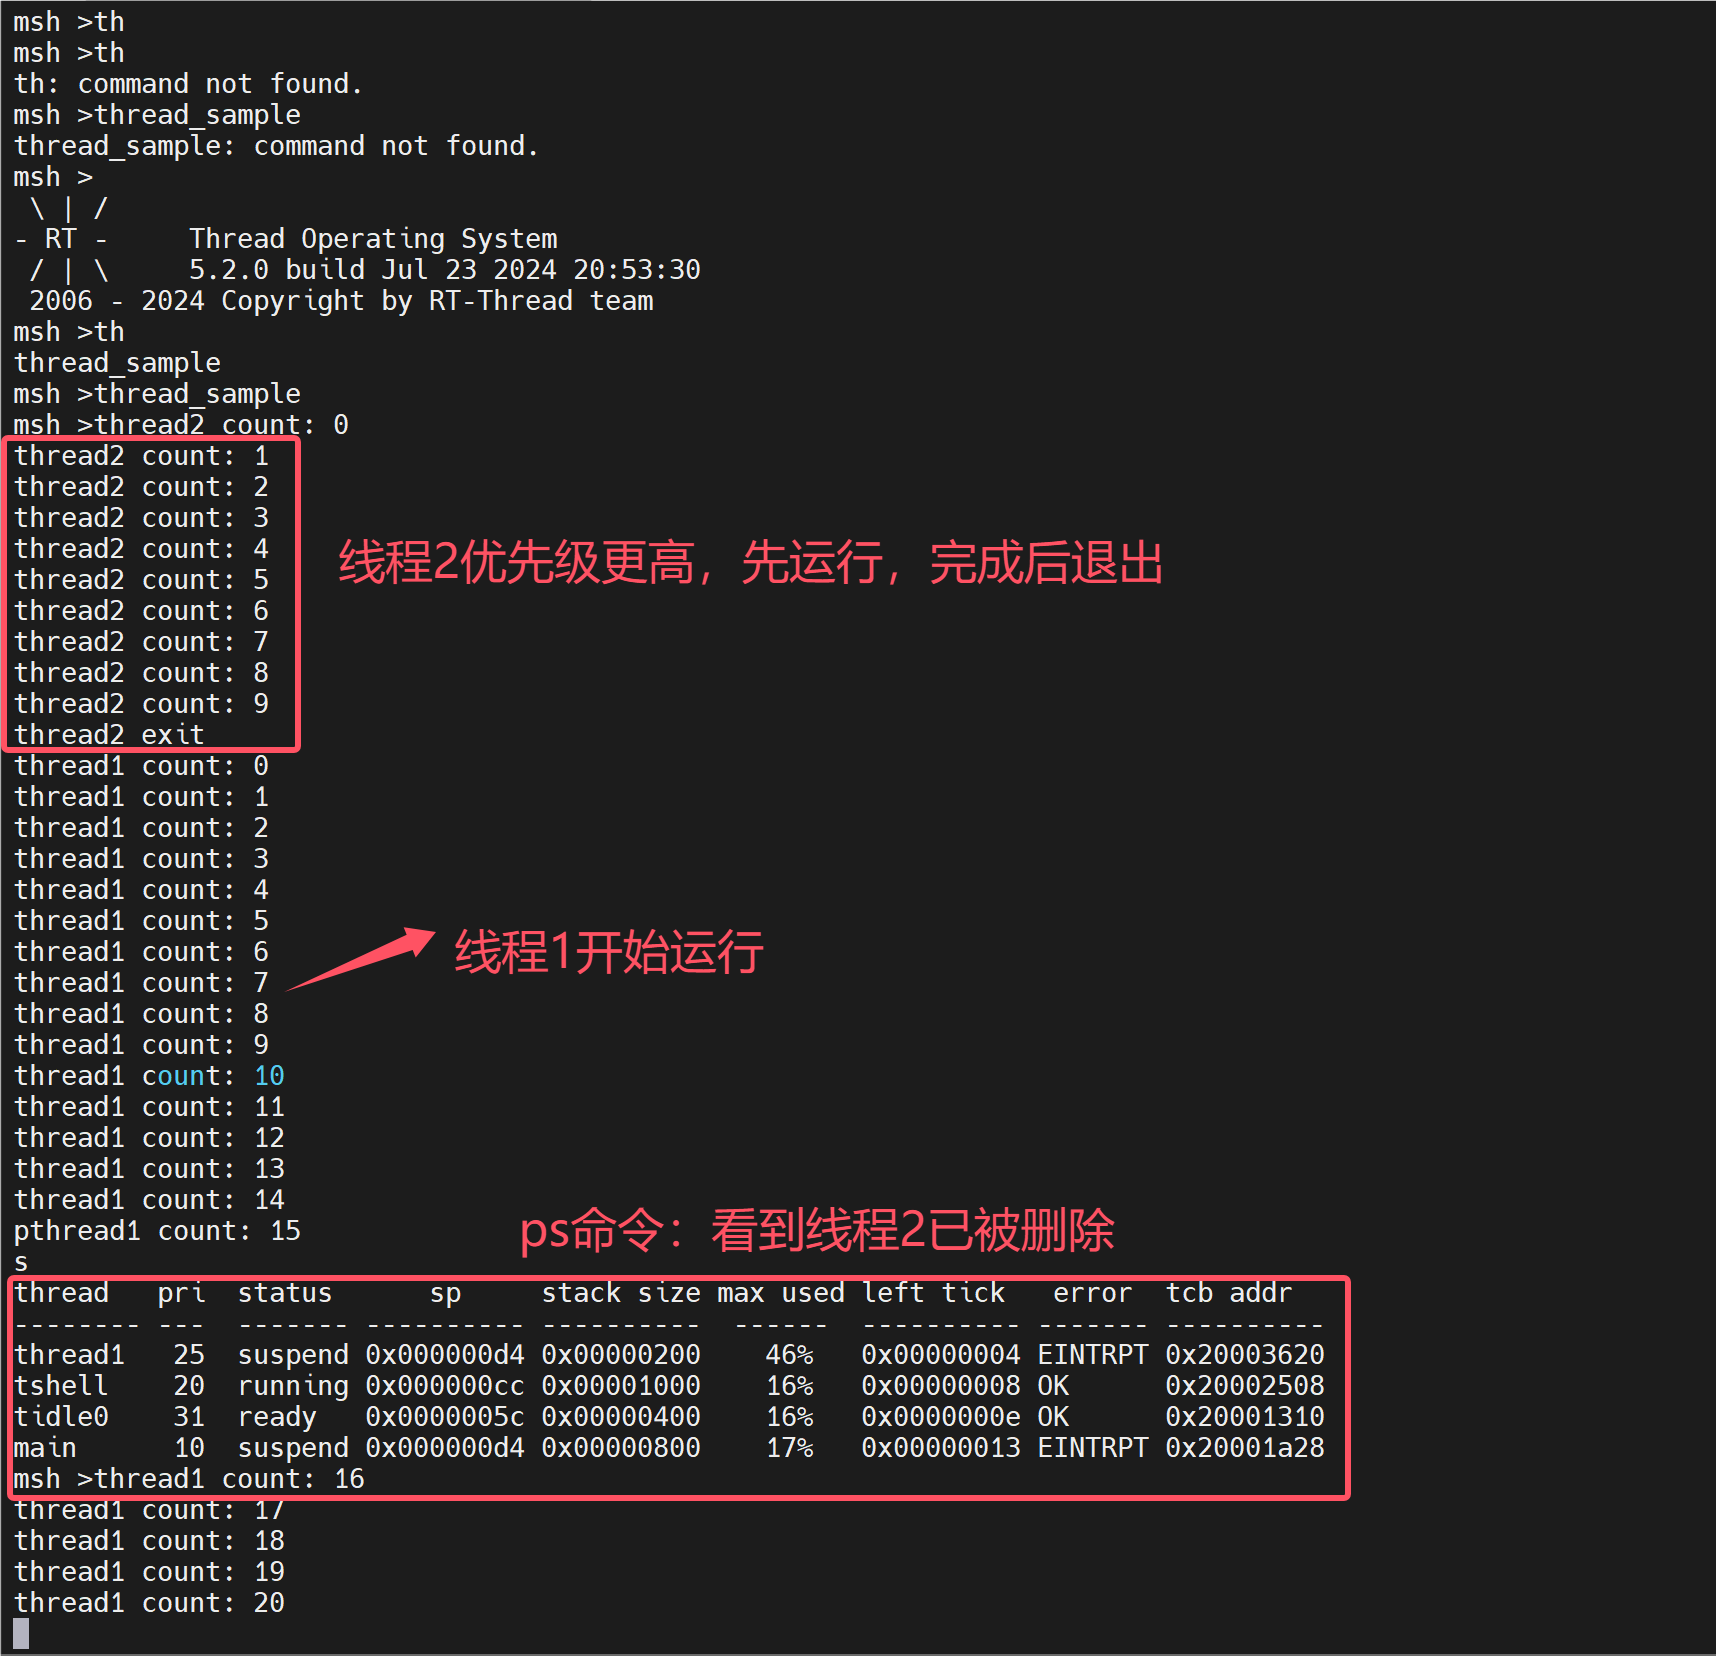 msh >th
msh >th
th: command not found.
msh >thread_sample
thread_sample: command not found.
msh >
 \ | /
- RT -     Thread Operating System
 / | \     5.2.0 build Jul 23 2024 20:53:30
 2006 - 2024 Copyright by RT-Thread team
msh >th
thread_sample
msh >thread_sample
msh >thread2 count: 0
thread2 count: 1
thread2 count: 2
thread2 count: 3
thread2 count: 4
线程2优先级更高，先运行，完成后退出
thread2 count: 5
thread2 count: 6
thread2 count: 7
thread2 count: 8
thread2 count: 9
thread2 exit
thread1 count: 0
thread1 count: 1
thread1 count: 2
thread1 count: 3
thread1 count: 4
thread1 count: 5
thread1 count: 6
线程1开始运行
thread1 count: 7
thread1 count: 8
thread1 count: 9
thread1 count: 10
thread1 count: 11
thread1 count: 12
thread1 count: 13
thread1 count: 14
pthread1 count: 15
ps命令：看到线程2已被删除
s
thread   pri  status      sp     stack size max used left tick   error  tcb addr
-------- ---  ------- ---------- ----------  ------  ---------- ------- ----------
thread1   25  suspend 0x000000d4 0x00000200    46%   0x00000004 EINTRPT 0x20003620
tshell    20  running 0x000000cc 0x00001000    16%   0x00000008 OK      0x20002508
tidle0    31  ready   0x0000005c 0x00000400    16%   0x0000000e OK      0x20001310
main      10  suspend 0x000000d4 0x00000800    17%   0x00000013 EINTRPT 0x20001a28
msh >thread1 count: 16
thread1 count: 17
thread1 count: 18
thread1 count: 19
thread1 count: 20